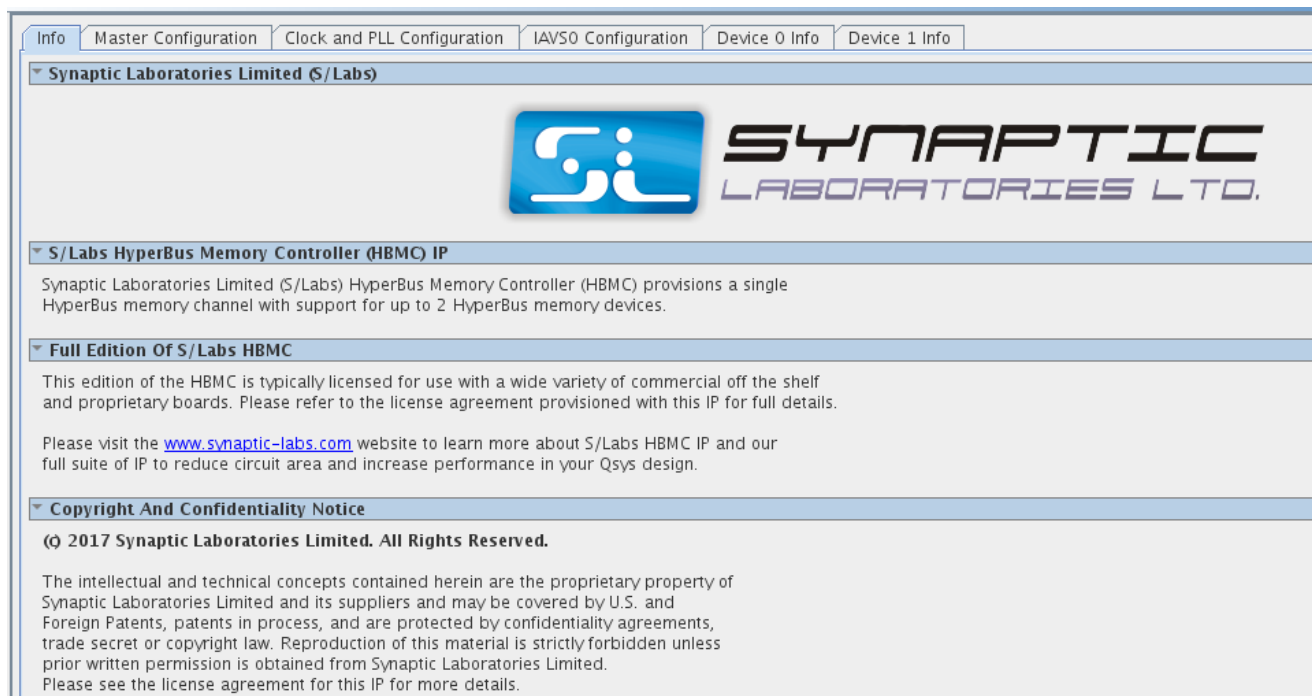 Info Master Configuration Clock and PLL Configuration IAVS0 Configuration Device 0 Info Device 1 Info
Synaptic Laboratories Limited (S/Labs)
SYNAPTIC
LABORATORIES LTD.
S/Labs HyperBus Memory Controller (HBMC) IP
Synaptic Laboratories Limited (S/Labs) HyperBus Memory Controller (HBMC) provisions a single
HyperBus memory channel with support for up to 2 HyperBus memory devices.
Full Edition Of S/Labs HBMC
This edition of the HBMC is typically licensed for use with a wide variety of commercial off the shelf
and proprietary boards. Please refer to the license agreement provisioned with this IP for full details.
Please visit the www.synaptic-labs.com website to learn more about S/Labs HBMC IP and our
full suite of IP to reduce circuit area and increase performance in your Qsys design.
Copyright And Confidentiality Notice
(c) 2017 Synaptic Laboratories Limited. All Rights Reserved.
The intellectual and technical concepts contained herein are the proprietary property of
Synaptic Laboratories Limited and its suppliers and may be covered by U.S. and
Foreign Patents, patents in process, and are protected by confidentiality agreements,
trade secret or copyright law. Reproduction of this material is strictly forbidden unless
prior written permission is obtained from Synaptic Laboratories Limited.
Please see the license agreement for this IP for more details.